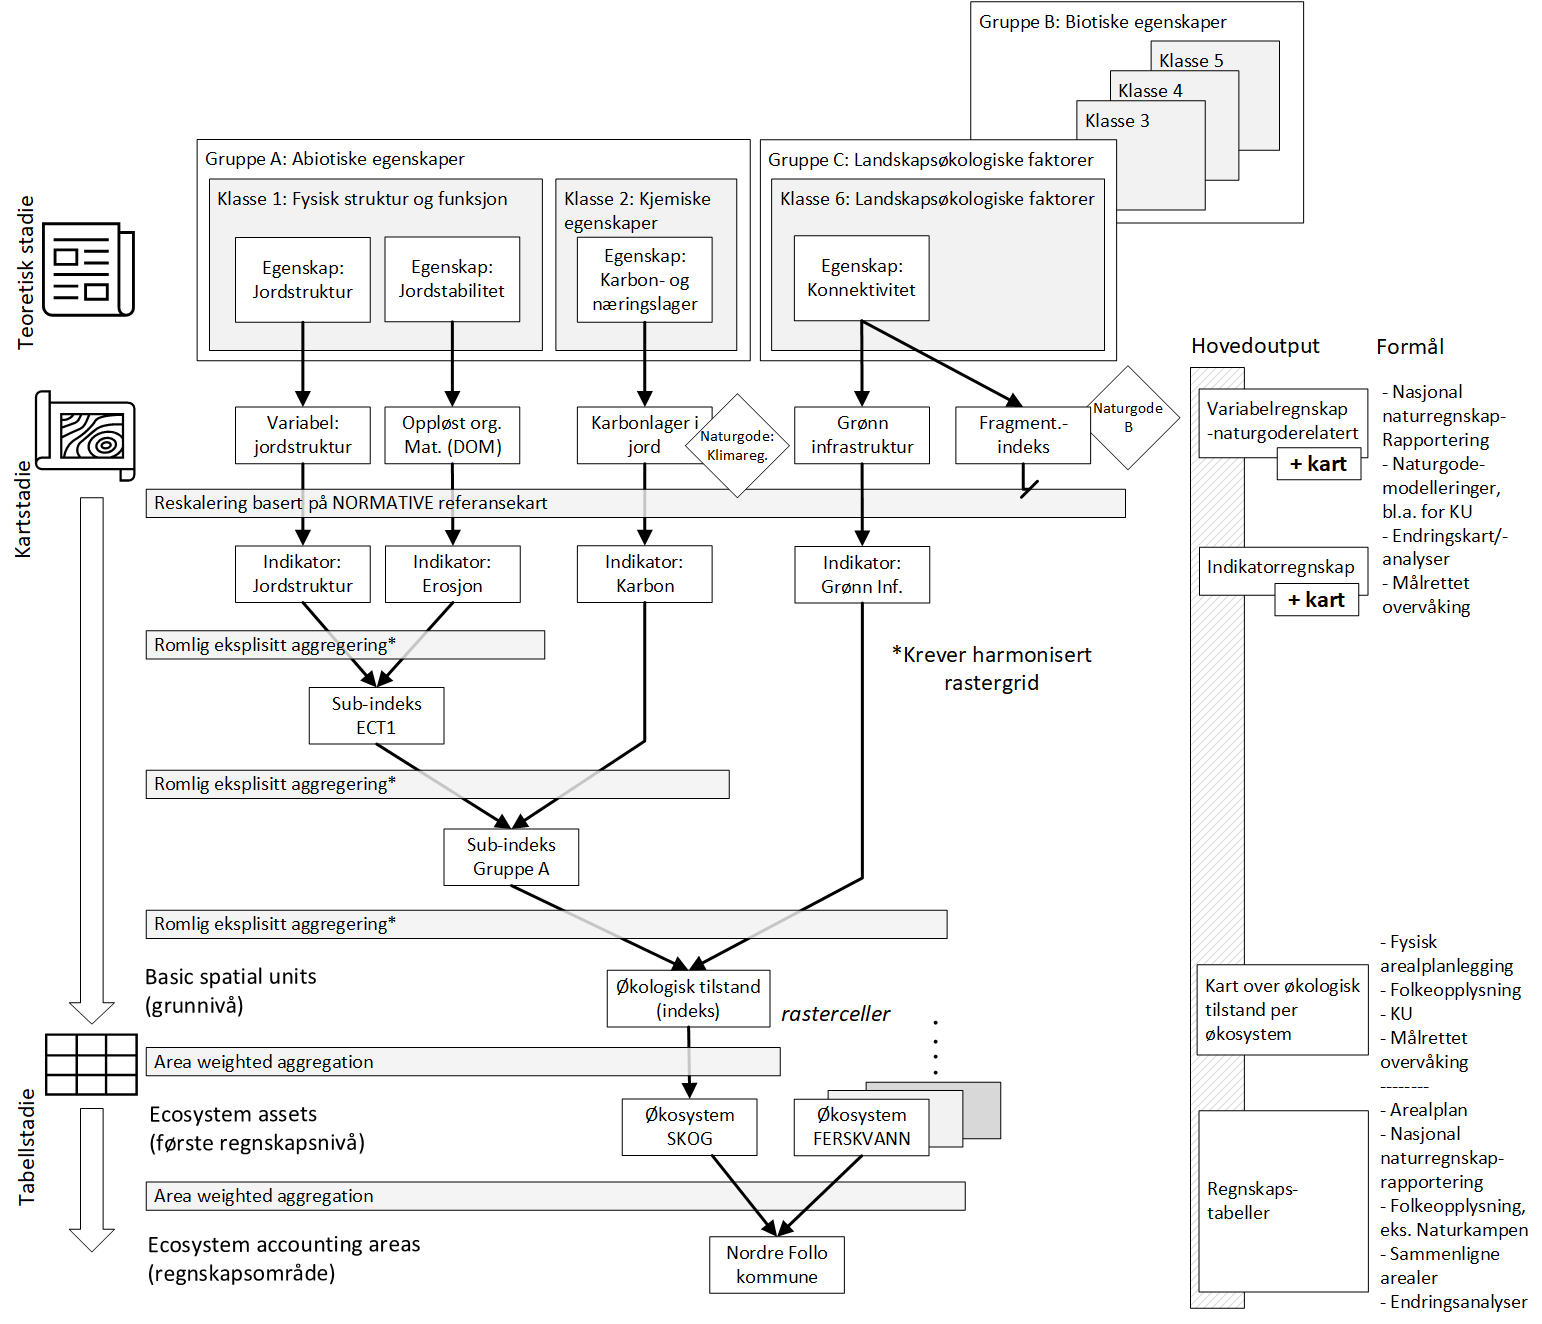 Gruppe B: Biotiske egenskaper
Klasse 5
Klasse 4
Klasse 3
Gruppe A: Abiotiske egenskaper
Klasse 1: Fysisk struktur og funksjon
Egenskap:
Jordstruktur
Egenskap:
Jordstabilitet
Klasse 2: Kjemiske
egenskaper
Egenskap:
Karbon- og
næringslager
Gruppe C: Landskapsøkologiske faktorer
Klasse 6: Landskapsøkologiske faktorer
Egenskap:
Konnektivitet
Teoretisk stadie
Hovedoutput
Formål
Kartstadie
Variabel:
jordstruktur
Oppløst org.
Mat. (DOM)
Karbonlager i
jord
Naturgode:
Klimareg.
Grønn
infrastruktur
Fragment.-
indeks
Naturgode
B
Variabelregnskap
-naturgoderelatert
+ kart
- Nasjonal
naturregnskap-
Rapportering
- Naturgode-
modelleringer,
bl.a. for KU
- Endringskart/-
analyser
- Målrettet
overvåking
Reskalering basert på NORMATIVE referansekart
Indikator:
Jordstruktur
Indikator:
Erosjon
Indikator:
Karbon
Indikator:
Grønn Inf.
Indikatorregnskap
+ kart
Romlig eksplisitt aggregering*
*Krever harmonisert
rastergrid
Sub-indeks
ECT1
Romlig eksplisitt aggregering*
Sub-indeks
Gruppe A
Romlig eksplisitt aggregering*
Basic spatial units
(grunnivå)
Økologisk tilstand
(indeks)
rasterceller
Kart over økologisk
tilstand per
økosystem
- Fysisk
arealplanlegging
- Folkeopplysning
- KU
- Målrettet
overvåking
--------
- Arealplan
- Nasjonal
naturregnskap-
rapportering
- Folkeopplysning,
eks. Naturkampen
- Sammenligne
arealer
- Endringsanalyser
Tabellstadie
Area weighted aggregation
Ecosystem assets
(første regnskapsnivå)
Økosystem
SKOG
Økosystem
FERSKVANN
Regnskaps-
tabeller
Area weighted aggregation
Ecosystem accounting areas
(regnskapsområde)
Nordre Follo
kommune